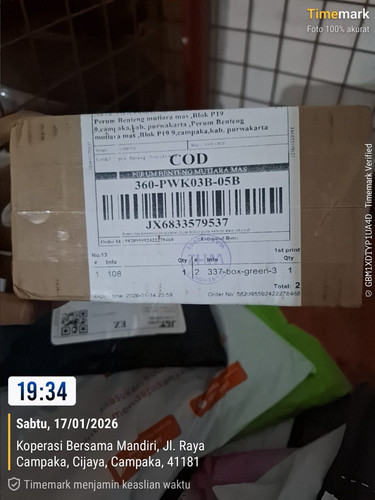 Timemark
Foto 100% akurat
Perum Benteng mutiara mas ,Blok P19
9,campaka,kab. purwakarta ,Perum Benteng
mutiara mas ,Blok P19 9,campaka,kab. purwakarta
COD
PERUM BENTENG MUTIARA MAS
360-PWK03B-05B
JX6833579537
1st print
No.13
# Info Qty # Info Qty
1 108 1 2 337-box-green-3 1
Total: 2
J&T
EZ
© GBM1XDTYP1UA4D Timemark Verified
19:34
Sabtu, 17/01/2026
Koperasi Bersama Mandiri, Jl. Raya
Campaka, Cijaya, Campaka, 41181
Timemark menjamin keaslian waktu